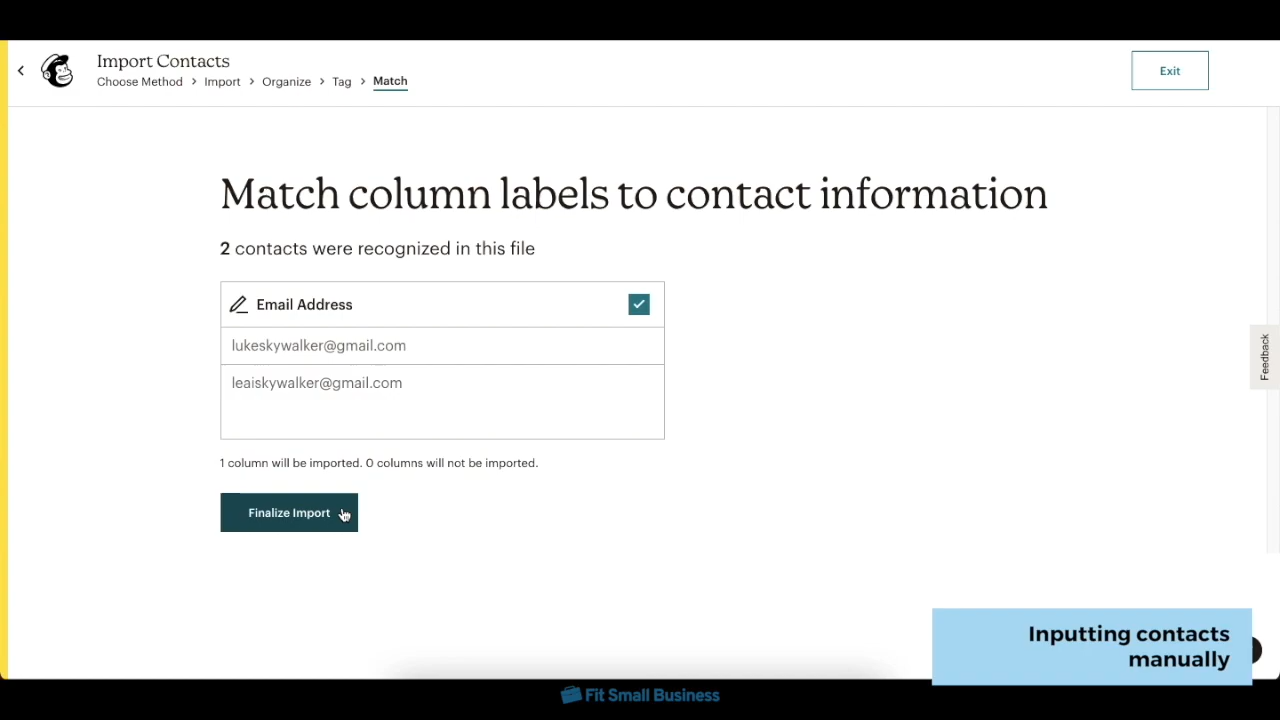 Import Contacts
Choose Method > Import > Organize > Tag > Match
Exit
Match column labels to contact information
2 contacts were recognized in this file
Email Address
lukeskywalker@gmail.com
leaiskywalker@gmail.com
1 column will be imported. 0 columns will not be imported.
Finalize Import
Feedback
Inputting contacts
manually
Fit Small Business